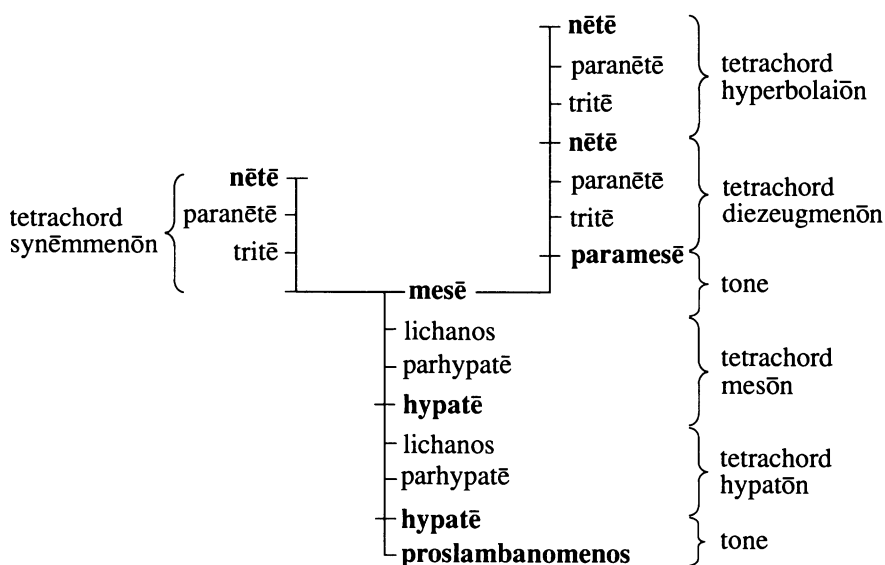 nētē
paranētē
tritē
tetrachord
hyperbolaiōn
nētē
paranētē
tritē
tetrachord
diezeugmenōn
paramesē
tone
tetrachord
synēmmenōn
nētē
paranētē
tritē
mesē
lichanos
parhypatē
hypatē
tetrachord
mesōn
lichanos
parhypatē
hypatē
tetrachord
hypatōn
proslambanomenos
tone